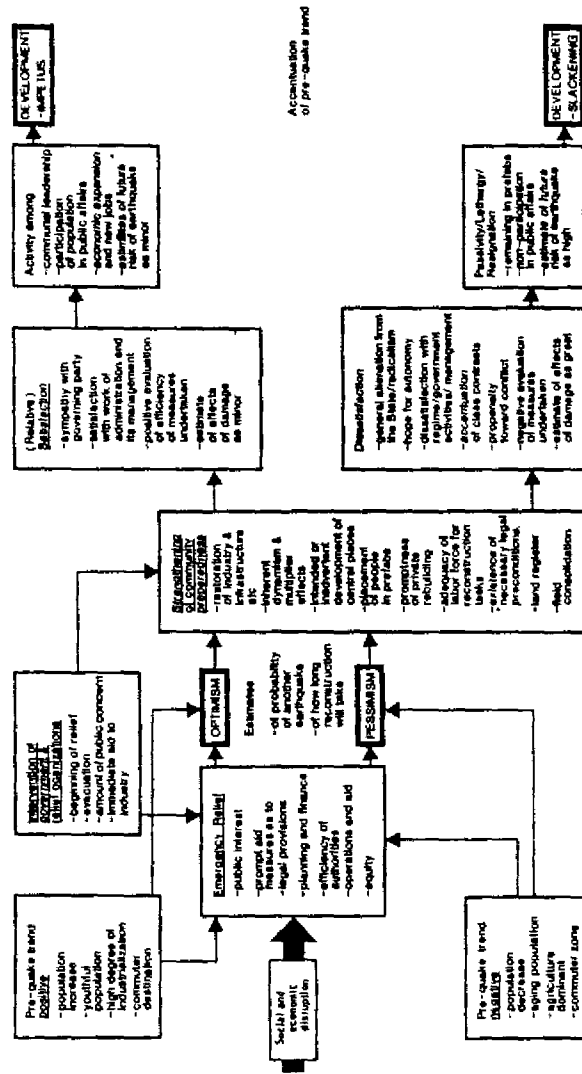 Pre-quake trend
positive
-population
increase
-youthful
population
-high degree of
industrialization
-commuter
destination
Intervention of
government &
relief organizations
-beginning of relief
-evacuation
-amount of public concern
-immediate aid to
industry
Social and
economic
disruption
Emergency Relief
-public interest
-prompt aid
measures as to
-legal provisions
-planning and finance
-efficiency of
authorities
-operations and aid
-equity
Pre-quake trend
negative
-population
decrease
-aging population
-agriculture
dominant
-commuter zone
OPTIMISM
Estimates
-of probability
of another
earthquake
-of how long
reconstruction
will take
PESSIMISM
Strengthening
of community
preparedness
-restoration
of industry &
infrastructure
etc
-inherent
dynamism &
multiplier
effects
-intended or
inadvertent
development of
central places
-placement
of people
in prefabs
-promptness
of private
rebuilding
-adequacy of
labor force for
reconstruction
tasks
-existence of
necessary legal
preconditions.
-land register
-field
consolidation
(Relative)
Satisfaction
-sympathy with
governing party
-satisfaction
with work of
administration and
its management
-positive evaluation
of efficiency
of measures
undertaken
-estimate
of effects
of damage
as minor
Dissatisfaction
-general alienation from
the State/radicalism
-hope for autonomy
-dissatisfaction with
regime/government
activities/management
-accentuation
of cases contrasts
-propensity
toward conflict
-negative evaluation
of measures
undertaken
-estimate of effects
of damage as great
Activity among
-communal leadership
-participation
of population
in public affairs
-economic expansion
and new jobs
-estimates of future
risk of earthquake
as minor
Passivity/Lethargy/
Resignation
-remaining in prefabs
-non-participation
in public affairs
-estimate of future
risk of earthquake
as high
DEVELOPMENT
-IMPETUS
Accentuation
of pre-quake trend
DEVELOPMENT
-SLACKENING